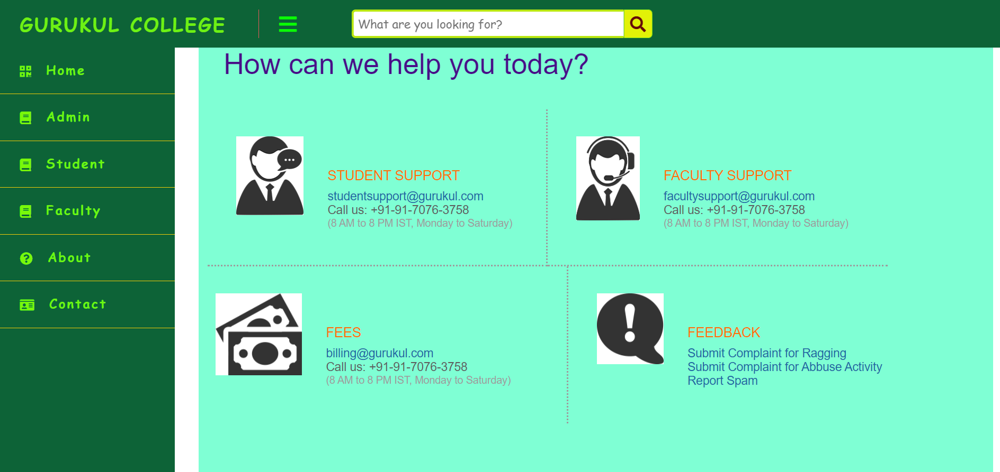 GURUKUL COLLEGE
What are you looking for?
Home
Admin
Student
Faculty
About
Contact
How can we help you today?
STUDENT SUPPORT
studentsupport@gurukul.com
Call us: +91-91-7076-3758
(8 AM to 8 PM IST, Monday to Saturday)
FACULTY SUPPORT
facultysupport@gurukul.com
Call us: +91-91-7076-3758
(8 AM to 8 PM IST, Monday to Saturday)
FEES
billing@gurukul.com
Call us: +91-91-7076-3758
(8 AM to 8 PM IST, Monday to Saturday)
FEEDBACK
Submit Complaint for Ragging
Submit Complaint for Abbuse Activity
Report Spam